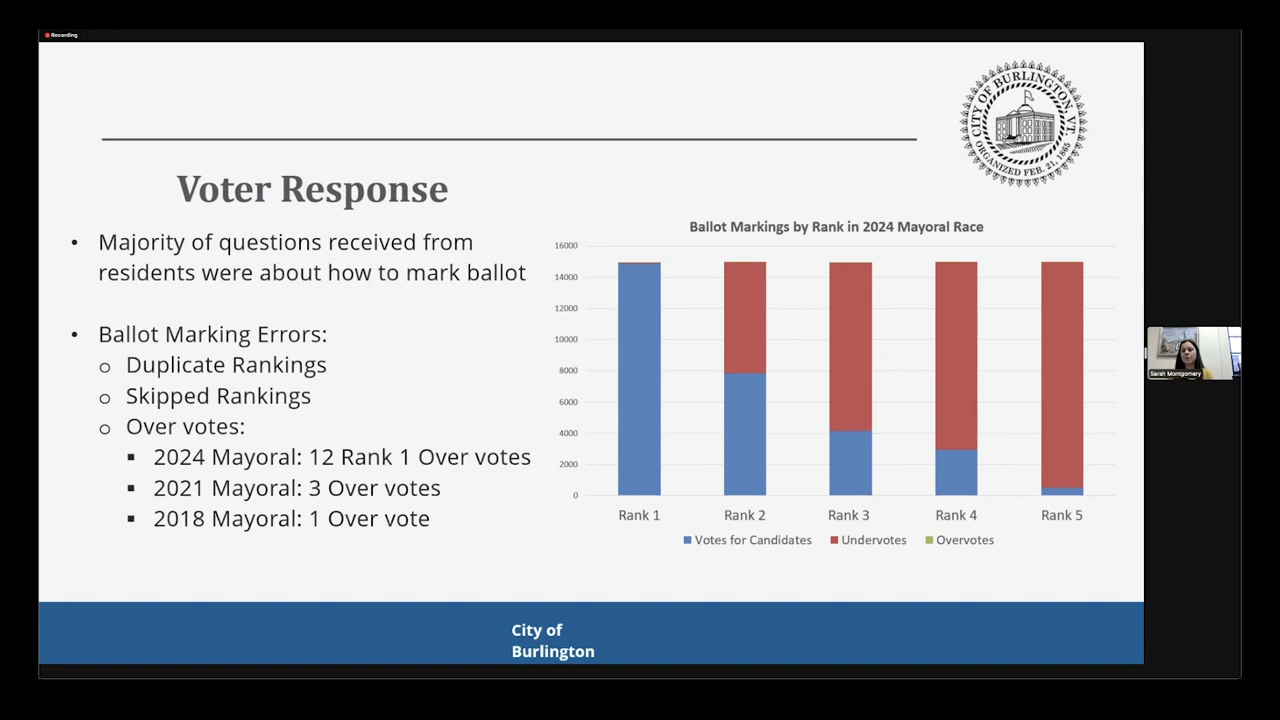 Recording
CITY OF BURLINGTON, VT.
ORGANIZED FEB. 21, 1865
Voter Response
• Majority of questions received from
residents were about how to mark ballot
• Ballot Marking Errors:
o Duplicate Rankings
o Skipped Rankings
o Over votes:
▪ 2024 Mayoral: 12 Rank 1 Over votes
▪ 2021 Mayoral: 3 Over votes
▪ 2018 Mayoral: 1 Over vote
Ballot Markings by Rank in 2024 Mayoral Race
16000
14000
12000
10000
8000
6000
4000
2000
0
Rank 1 Rank 2 Rank 3 Rank 4 Rank 5
Votes for Candidates Undervotes Overvotes
Sarah Montgomery
City of
Burlington